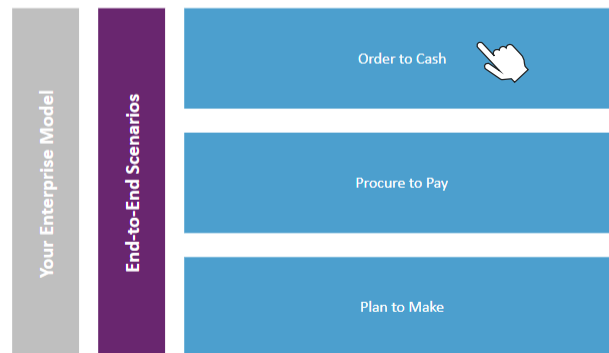 Your Enterprise Model
End-to-End Scenarios
Order to Cash
Procure to Pay
Plan to Make